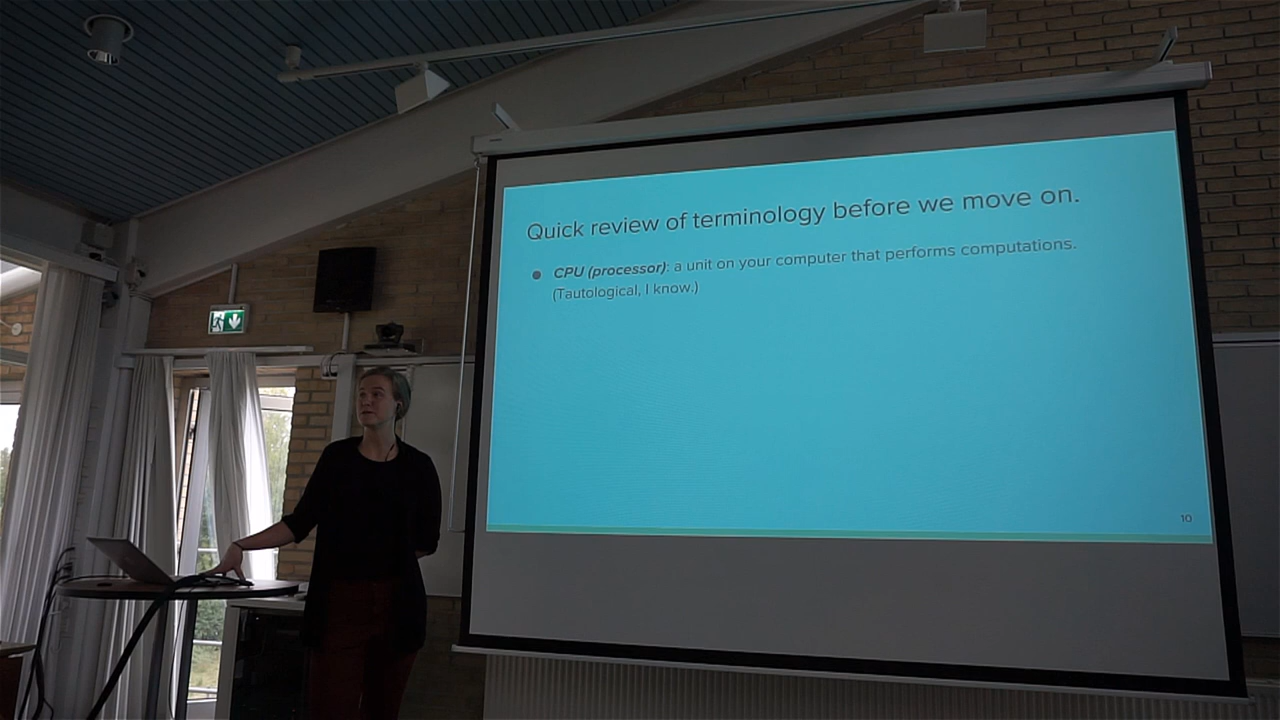 Quick review of terminology before we move on.
● CPU (processor): a unit on your computer that performs computations.
(Tautological, I know.)
10